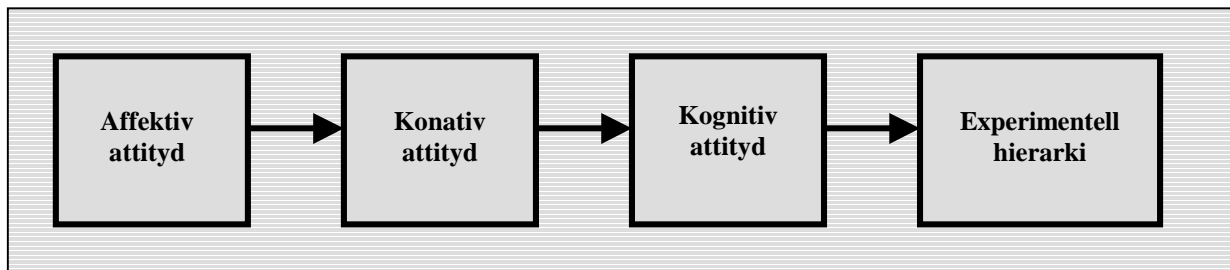 Affektiv
attityd
Konativ
attityd
Kognitiv
attityd
Experimentell
hierarki